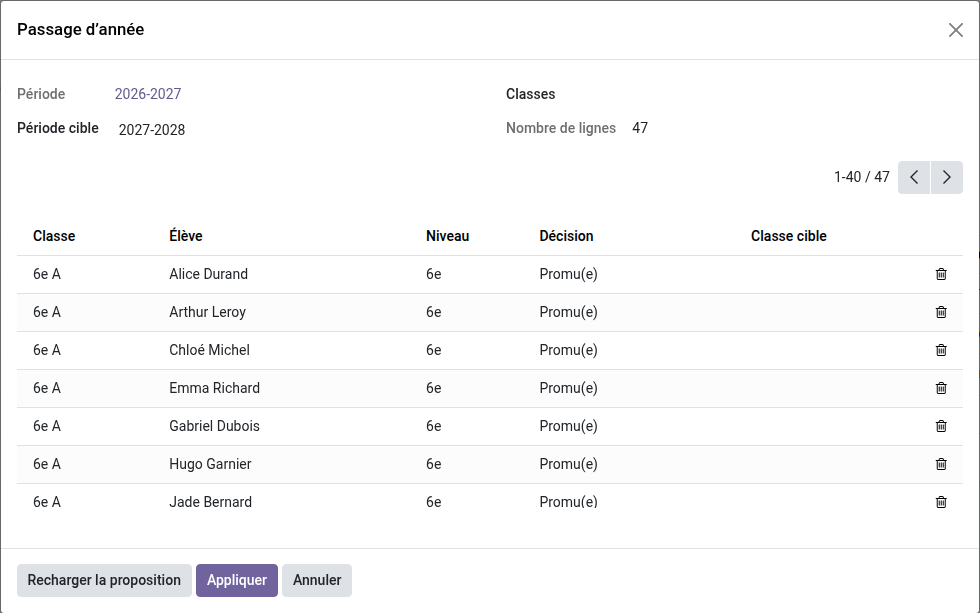 Passage d’année
Période 2026-2027 Classes
Période cible 2027-2028 Nombre de lignes 47
1-40 / 47
Classe Élève Niveau Décision Classe cible
6e A Alice Durand 6e Promu(e)
6e A Arthur Leroy 6e Promu(e)
6e A Chloé Michel 6e Promu(e)
6e A Emma Richard 6e Promu(e)
6e A Gabriel Dubois 6e Promu(e)
6e A Hugo Garnier 6e Promu(e)
6e A Jade Bernard 6e Promu(e)
Recharger la proposition Appliquer Annuler